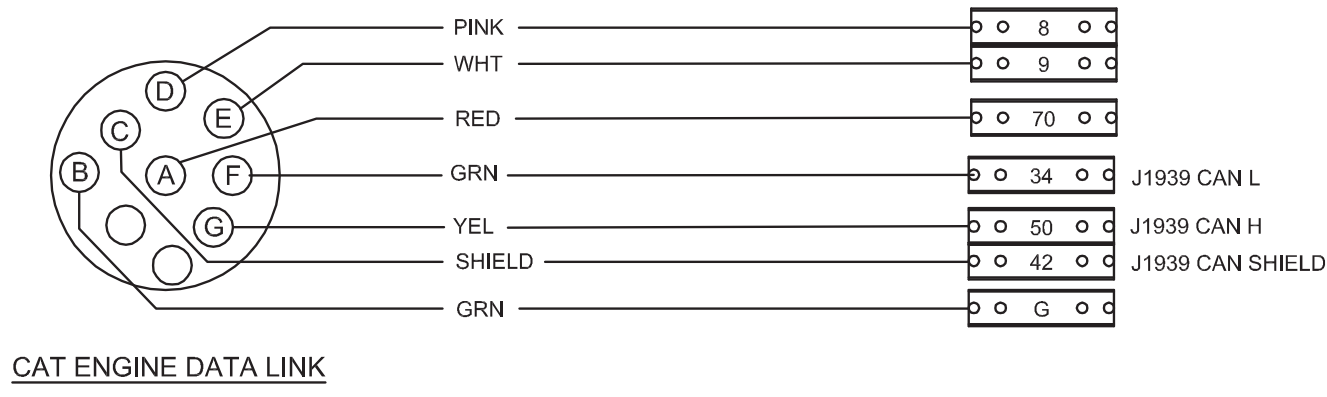 PINK 8
D WHT 9
E
C RED 70
B A F GRN 34 J1939 CAN L
G YEL 50 J1939 CAN H
SHIELD 42 J1939 CAN SHIELD
GRN G
CAT ENGINE DATA LINK